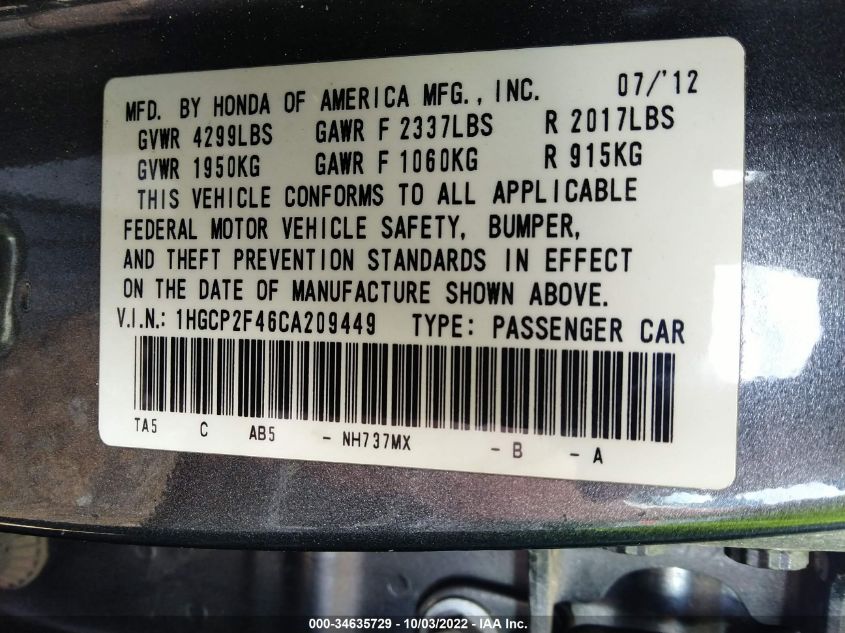 MFD. BY HONDA OF AMERICA MFG., INC. 07/'12
GVWR 4299LBS GAWR F 2337LBS R 2017LBS
GVWR 1950KG GAWR F 1060KG R 915KG
THIS VEHICLE CONFORMS TO ALL APPLICABLE
FEDERAL MOTOR VEHICLE SAFETY, BUMPER,
AND THEFT PREVENTION STANDARDS IN EFFECT
ON THE DATE OF MANUFACTURE SHOWN ABOVE.
V.I.N.: 1HGCP2F46CA209449 TYPE: PASSENGER CAR
TA5 C AB5 - NH737MX - B - A
000-34635729 - 10/03/2022 - IAA Inc.